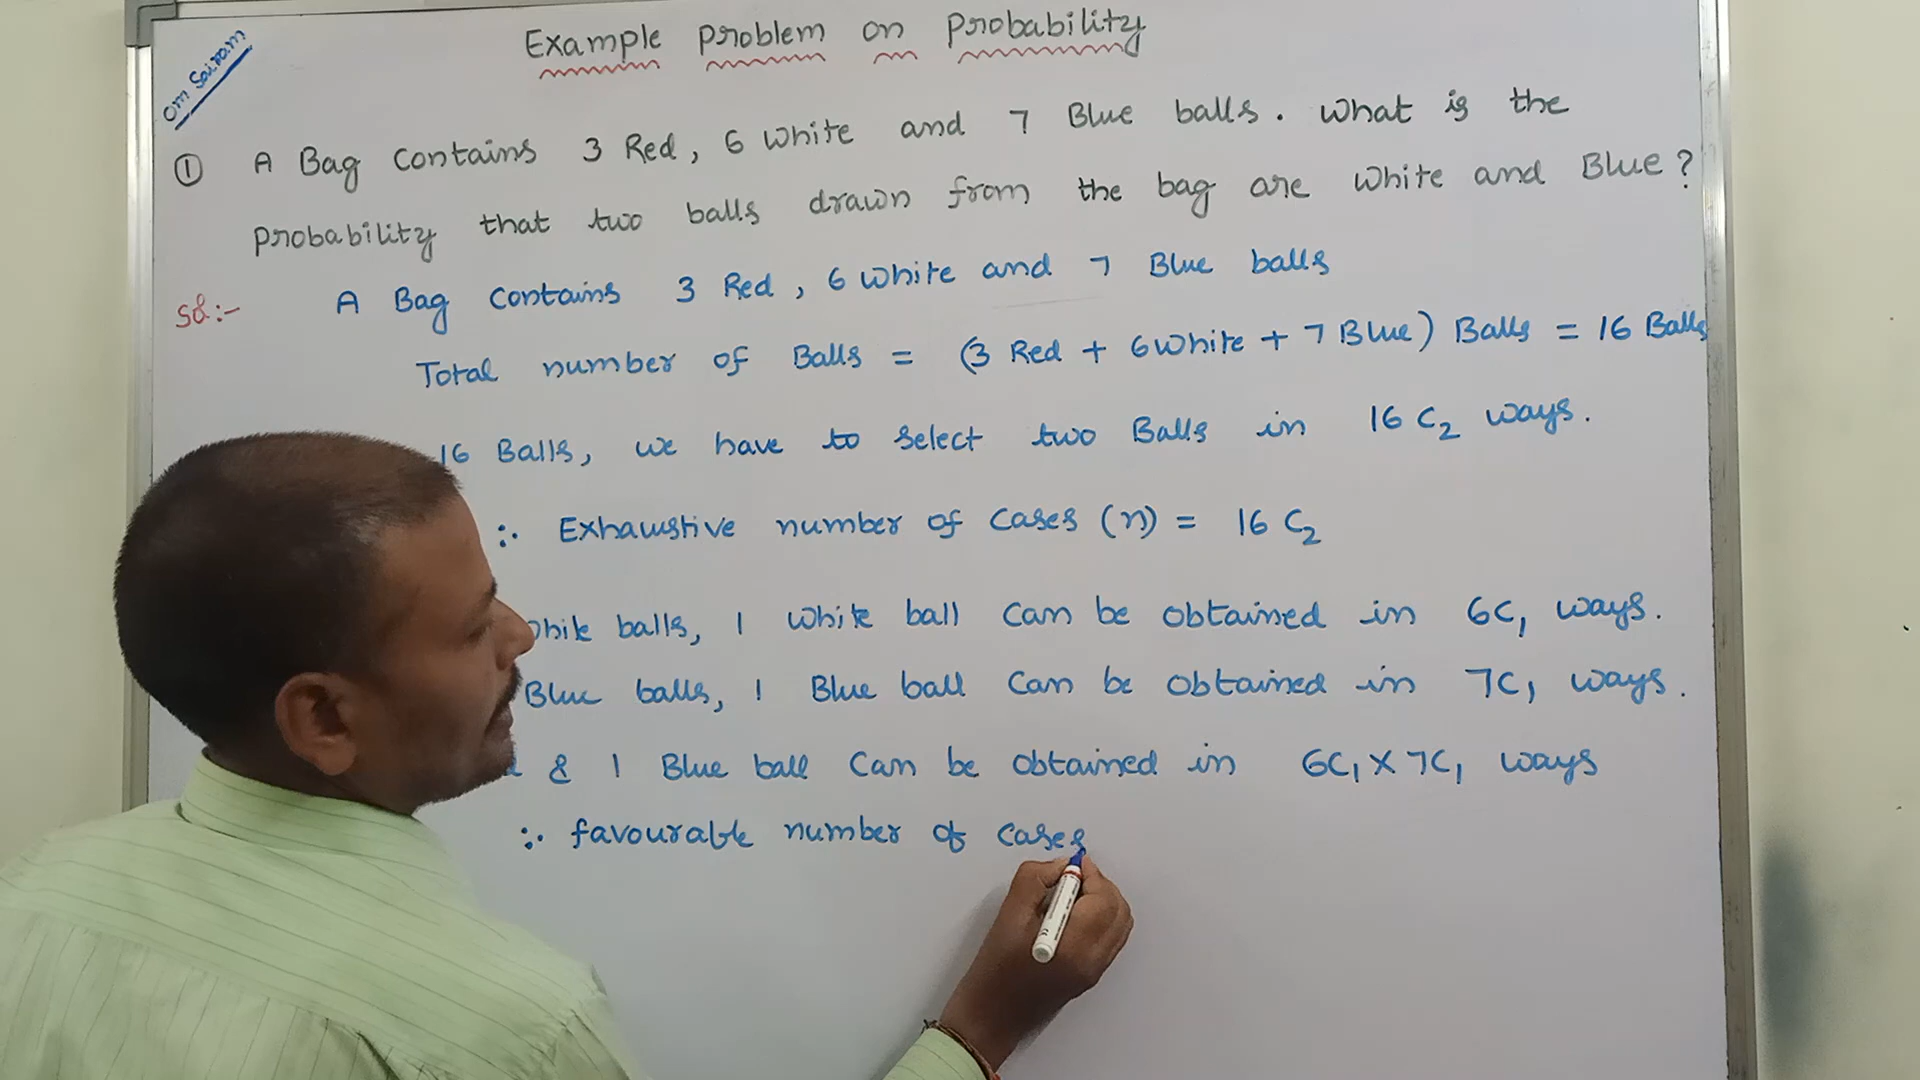 Om Sairam
Example Problem on Probability
① A Bag Contains 3 Red, 6 White and 7 Blue balls. What is the
Probability that two balls drawn from the bag are White and Blue?
Sol:- A Bag Contains 3 Red, 6 White and 7 Blue balls
Total number of Balls = (3 Red + 6 White + 7 Blue) Balls = 16 Balls
16 Balls, we have to select two Balls in 16 C₂ ways.
∴ Exhaustive number of Cases (n) = 16 C₂
White balls, 1 White ball Can be obtained in 6C₁ ways.
Blue balls, 1 Blue ball Can be obtained in 7C₁ ways.
& 1 Blue ball Can be obtained in 6C₁ X 7C₁ ways
∴ favourable number of Cases